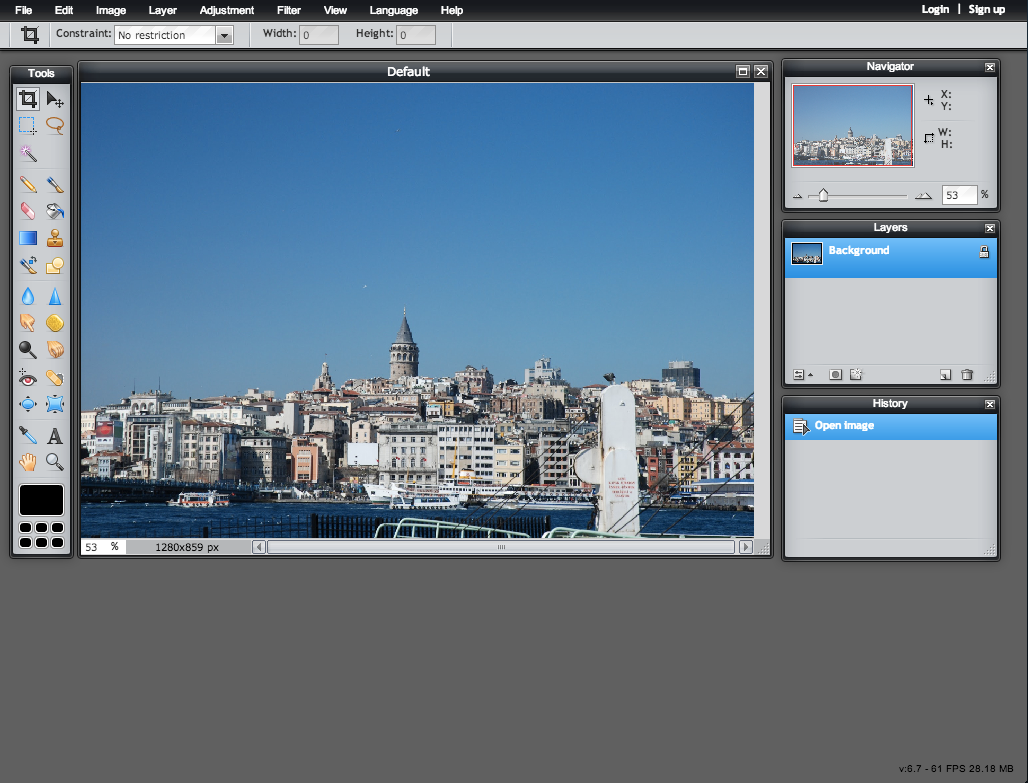 File Edit Image Layer Adjustment Filter View Language Help Login | Sign up
Constraint: No restriction Width: 0 Height: 0
Tools
Default
Navigator
X:
Y:
W:
H:
53 %
Layers
Background
History
Open image
A
53 % 1280x859 px
v:6.7 - 61 FPS 28.18 MB